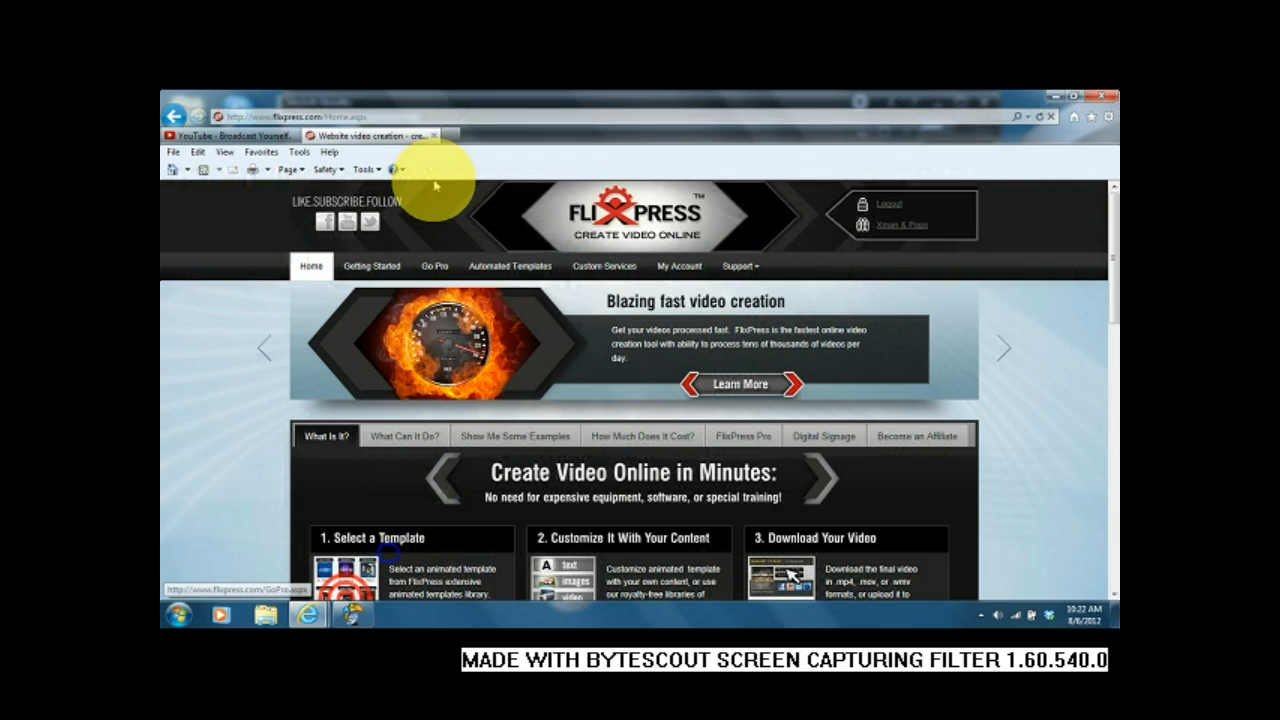 http://www.flixpress.com/Home.aspx
YouTube - Broadcast Yourself.
Website video creation - cre...
File Edit View Favorites Tools Help
Page Safety Tools
LIKE.SUBSCRIBE.FOLLOW
FLIXPRESS™
CREATE VIDEO ONLINE
Logout
Home Getting Started Go Pro Automated Templates Custom Services My Account Support
Blazing fast video creation
Get your videos processed fast. FlixPress is the fastest online video
creation tool with ability to process tens of thousands of videos per
day.
Learn More
What Is It? What Can It Do? Show Me Some Examples How Much Does It Cost? FlixPress Pro Digital Signage Become an Affiliate
Create Video Online in Minutes:
No need for expensive equipment, software, or special training!
1. Select a Template
Select an animated template
from FlixPress extensive
animated templates library.
2. Customize It With Your Content
A text
images
video
Customize animated template
with your own content, or use
our royalty-free libraries of
3. Download Your Video
Download the final video
in .mp4, .mov, or .wmv
formats, or upload it to
http://www.flixpress.com/GoPro.aspx
10:22 AM
8/6/2012
MADE WITH BYTESCOUT SCREEN CAPTURING FILTER 1.60.540.0